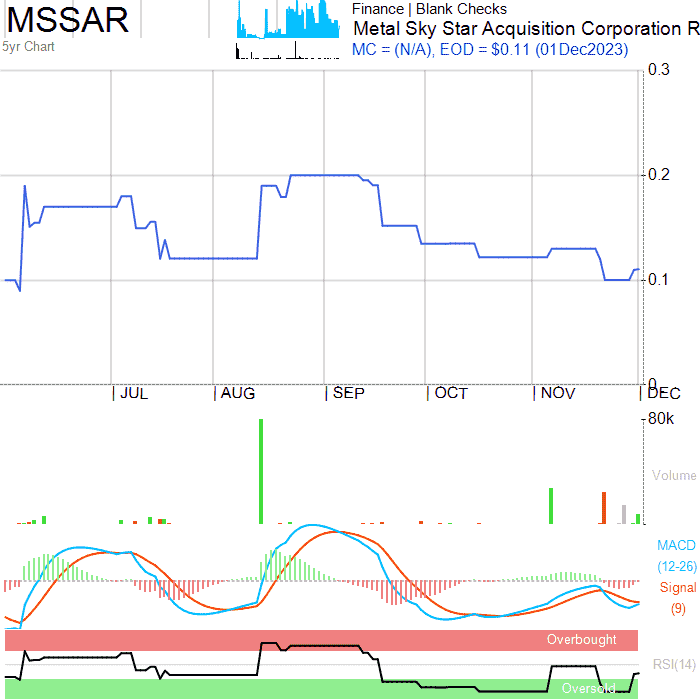 MSSAR
5yr Chart
Finance | Blank Checks
Metal Sky Star Acquisition Corporation R
MC = (N/A), EOD = $0.11 (01Dec2023)
0.3
0.2
0.1
0
JUL AUG SEP OCT NOV DEC
80k
Volume
MACD
(12-26)
Signal
(9)
Overbought
RSI(14)
Oversold